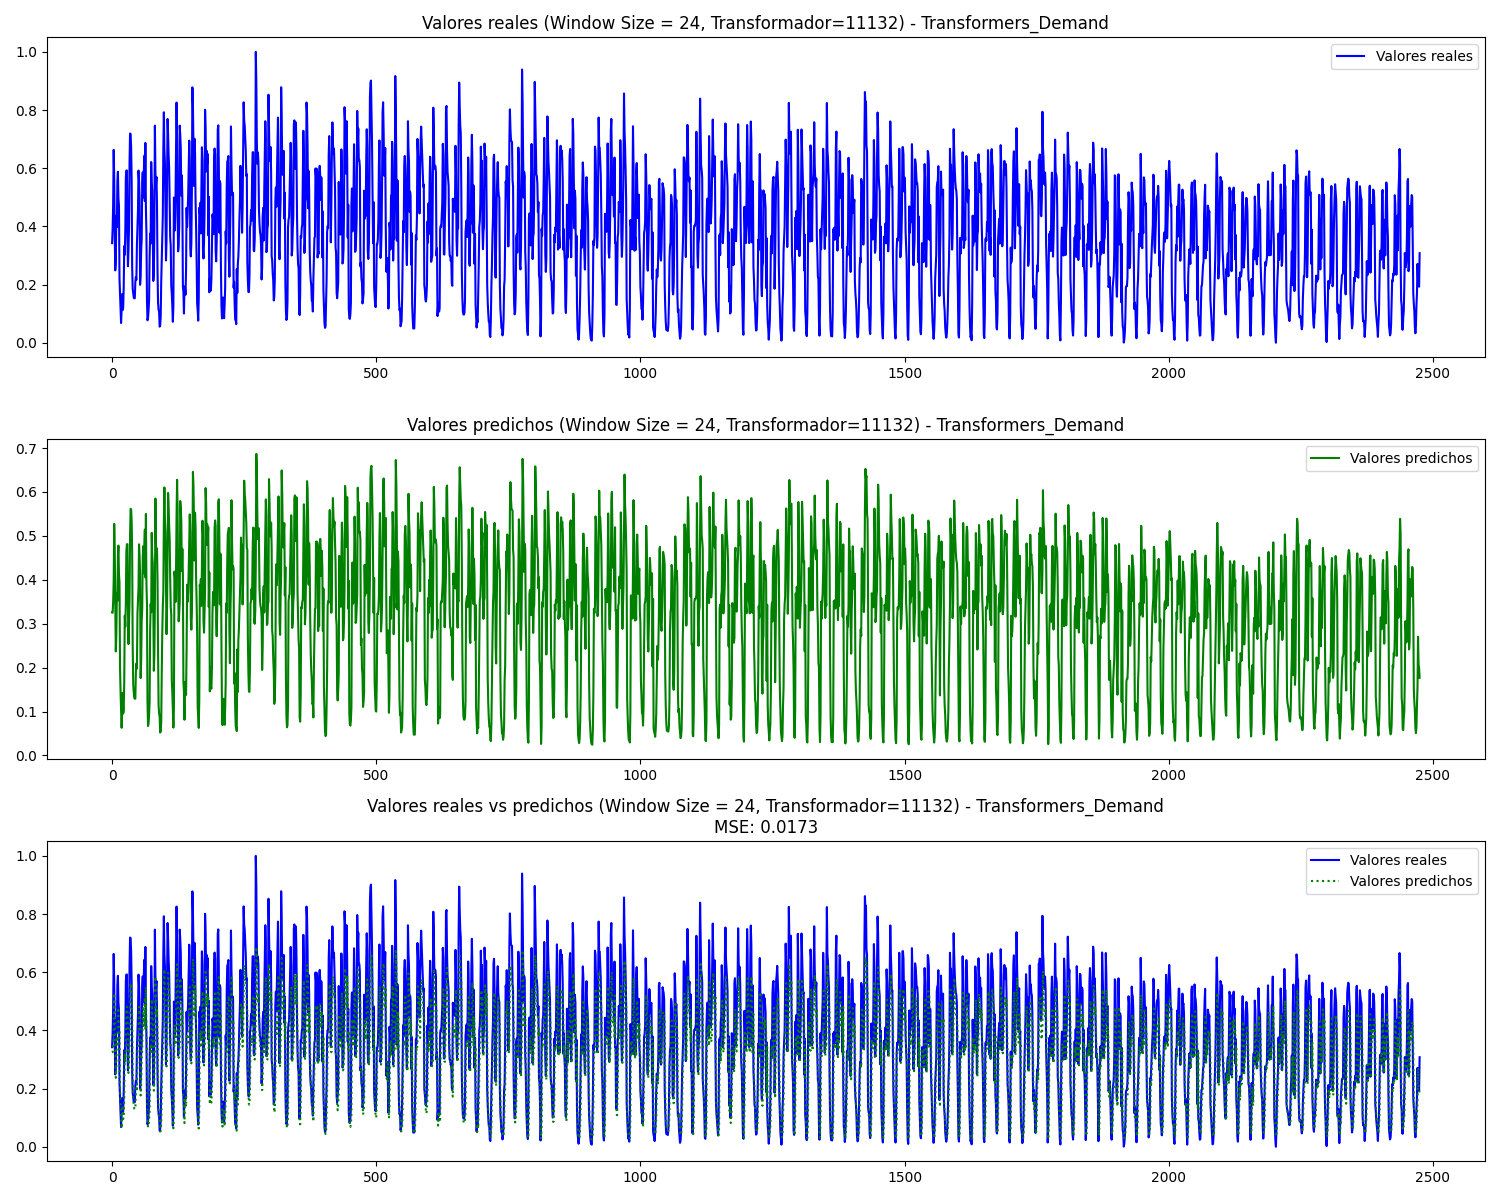 Valores reales (Window Size = 24, Transformador=11132) - Transformers_Demand
Valores reales
1.0
0.8
0.6
0.4
0.2
0.0
0 500 1000 1500 2000 2500
Valores predichos (Window Size = 24, Transformador=11132) - Transformers_Demand
Valores predichos
0.7
0.6
0.5
0.4
0.3
0.2
0.1
0.0
0 500 1000 1500 2000 2500
Valores reales vs predichos (Window Size = 24, Transformador=11132) - Transformers_Demand
MSE: 0.0173
Valores reales
Valores predichos
1.0
0.8
0.6
0.4
0.2
0.0
0 500 1000 1500 2000 2500